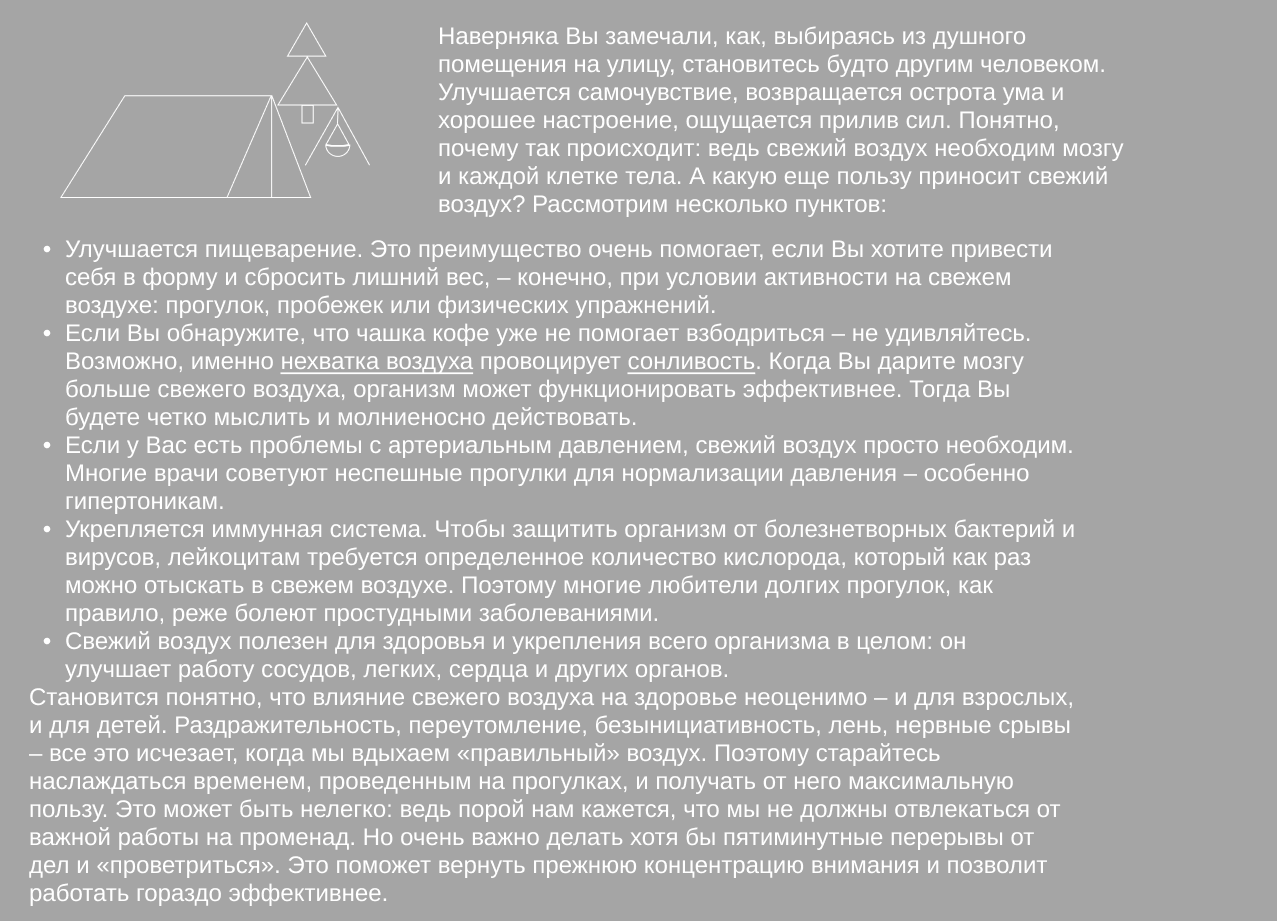 Наверняка Вы замечали, как, выбираясь из душного
помещения на улицу, становитесь будто другим человеком.
Улучшается самочувствие, возвращается острота ума и
хорошее настроение, ощущается прилив сил. Понятно,
почему так происходит: ведь свежий воздух необходим мозгу
и каждой клетке тела. А какую еще пользу приносит свежий
воздух? Рассмотрим несколько пунктов:
• Улучшается пищеварение. Это преимущество очень помогает, если Вы хотите привести
себя в форму и сбросить лишний вес, – конечно, при условии активности на свежем
воздухе: прогулок, пробежек или физических упражнений.
• Если Вы обнаружите, что чашка кофе уже не помогает взбодриться – не удивляйтесь.
Возможно, именно нехватка воздуха провоцирует сонливость. Когда Вы дарите мозгу
больше свежего воздуха, организм может функционировать эффективнее. Тогда Вы
будете четко мыслить и молниеносно действовать.
• Если у Вас есть проблемы с артериальным давлением, свежий воздух просто необходим.
Многие врачи советуют неспешные прогулки для нормализации давления – особенно
гипертоникам.
• Укрепляется иммунная система. Чтобы защитить организм от болезнетворных бактерий и
вирусов, лейкоцитам требуется определенное количество кислорода, который как раз
можно отыскать в свежем воздухе. Поэтому многие любители долгих прогулок, как
правило, реже болеют простудными заболеваниями.
• Свежий воздух полезен для здоровья и укрепления всего организма в целом: он
улучшает работу сосудов, легких, сердца и других органов.
Становится понятно, что влияние свежего воздуха на здоровье неоценимо – и для взрослых,
и для детей. Раздражительность, переутомление, безынициативность, лень, нервные срывы
– все это исчезает, когда мы вдыхаем «правильный» воздух. Поэтому старайтесь
наслаждаться временем, проведенным на прогулках, и получать от него максимальную
пользу. Это может быть нелегко: ведь порой нам кажется, что мы не должны отвлекаться от
важной работы на променад. Но очень важно делать хотя бы пятиминутные перерывы от
дел и «проветриться». Это поможет вернуть прежнюю концентрацию внимания и позволит
работать гораздо эффективнее.